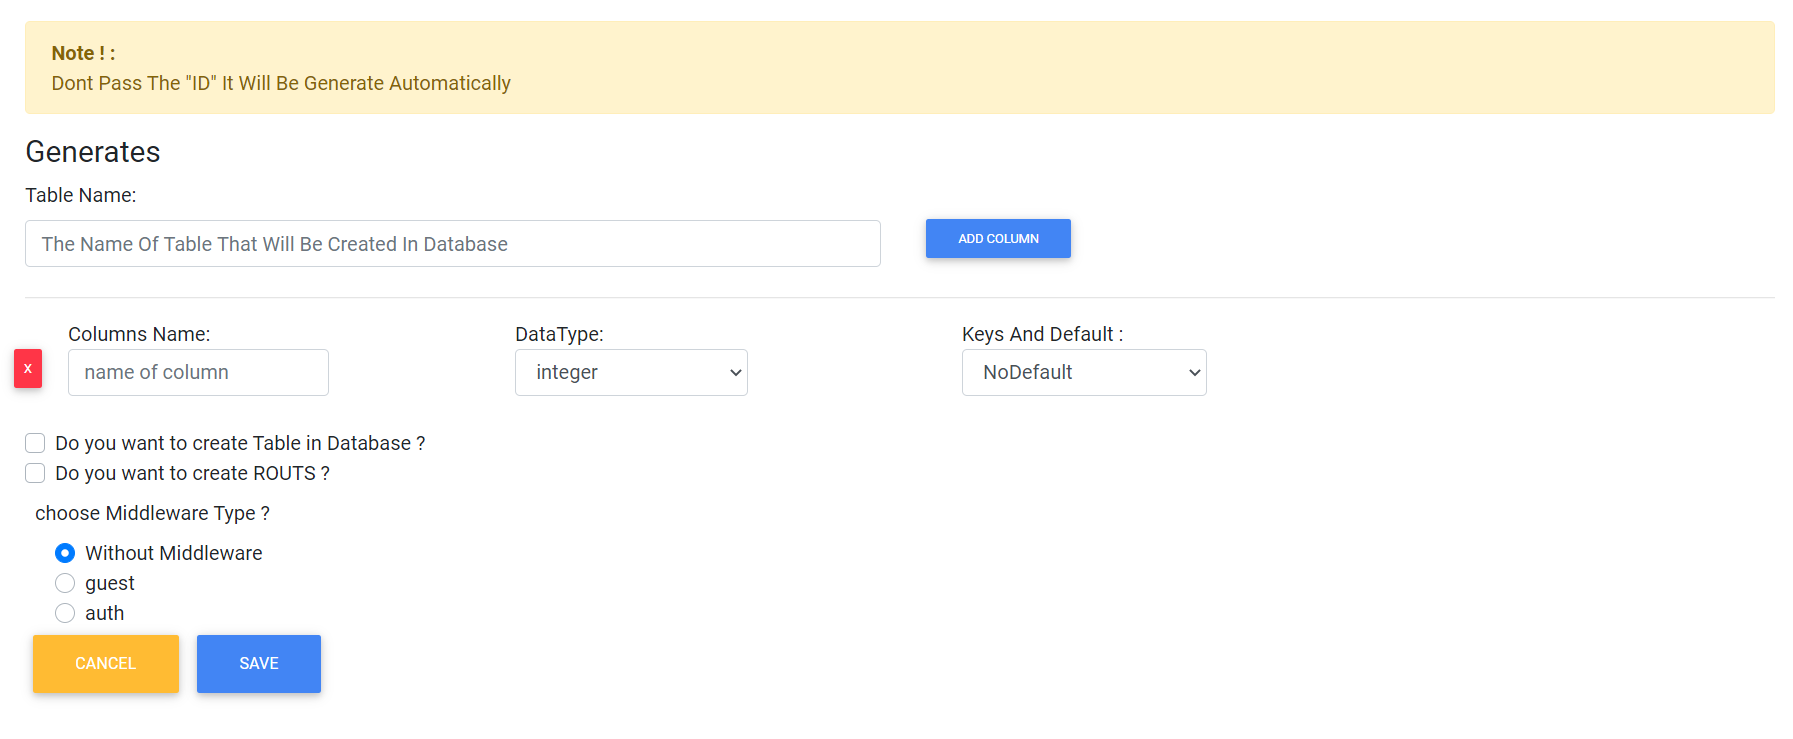 Note ! :
Dont Pass The "ID" It Will Be Generate Automatically
Generates
Table Name:
The Name Of Table That Will Be Created In Database
ADD COLUMN
Columns Name:
DataType:
Keys And Default :
x
name of column
integer
NoDefault
Do you want to create Table in Database ?
Do you want to create ROUTS ?
choose Middleware Type ?
Without Middleware
guest
auth
CANCEL
SAVE